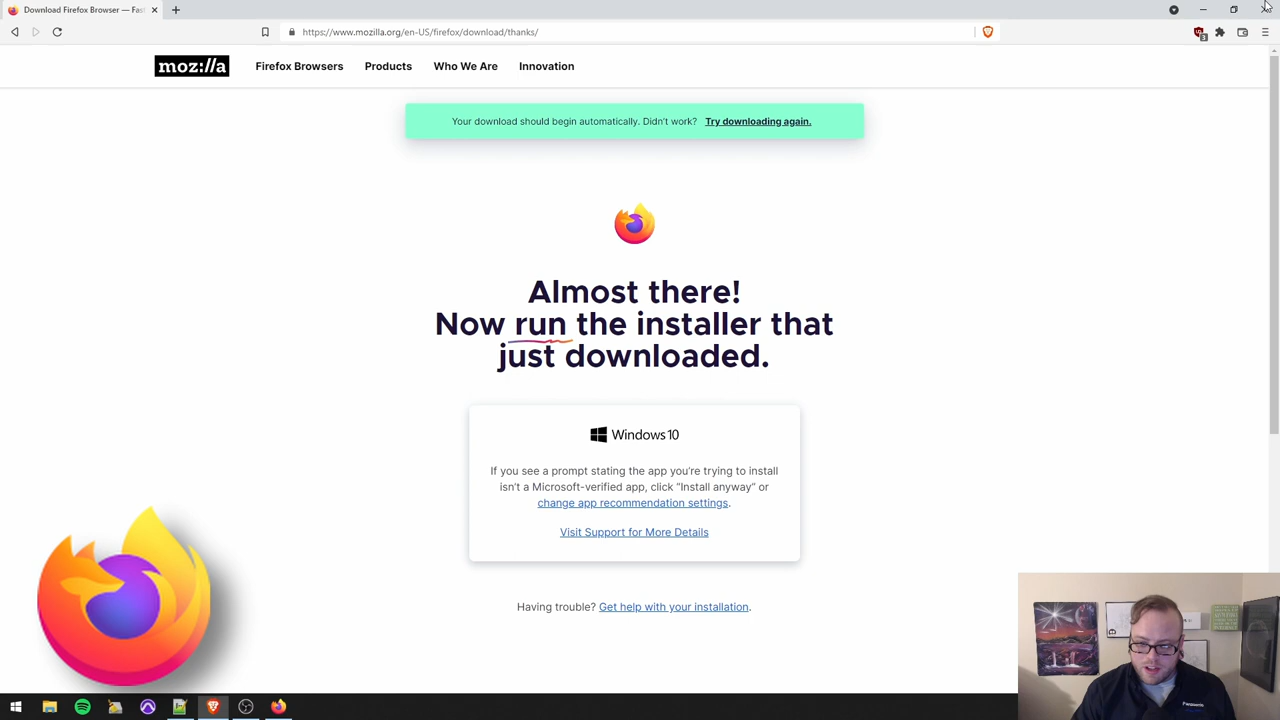 Download Firefox Browser — Fas
https://www.mozilla.org/en-US/firefox/download/thanks/
3
moz://a
Firefox Browsers
Products
Who We Are
Innovation
Your download should begin automatically. Didn't work? Try downloading again.
Almost there!
Now run the installer that
just downloaded.
Windows 10
If you see a prompt stating the app you're trying to install
isn't a Microsoft-verified app, click "Install anyway" or
change app recommendation settings.
Visit Support for More Details
Having trouble? Get help with your installation.
Panasonic